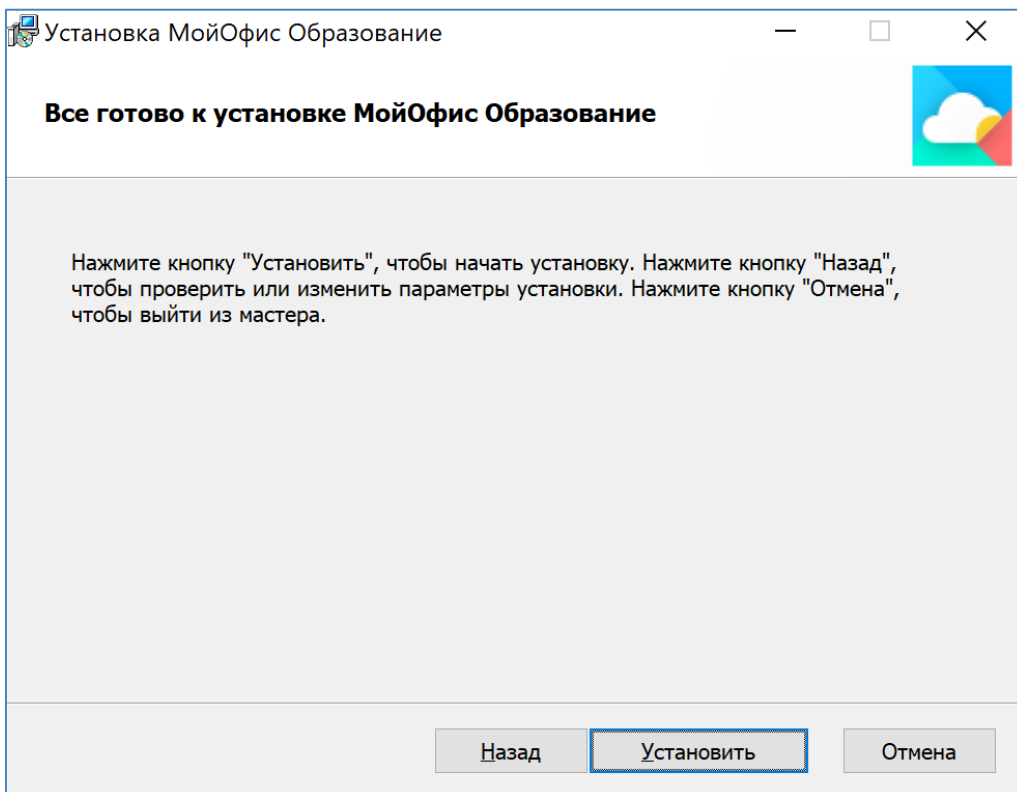 Установка МойОфис Образование
Все готово к установке МойОфис Образование
Нажмите кнопку "Установить", чтобы начать установку. Нажмите кнопку "Назад",
чтобы проверить или изменить параметры установки. Нажмите кнопку "Отмена",
чтобы выйти из мастера.
Назад Установить Отмена